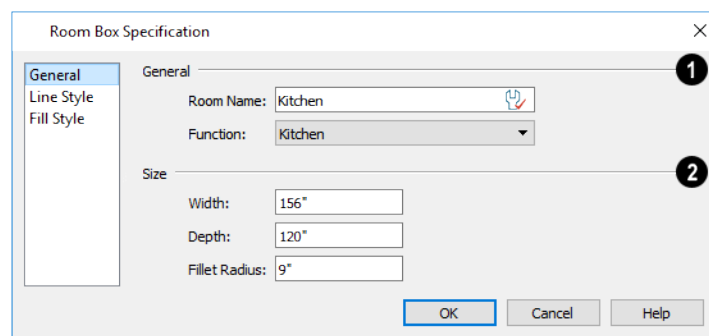 Room Box Specification
General
Line Style
Fill Style
General
1
Room Name: Kitchen
Function: Kitchen
Size
2
Width: 156"
Depth: 120"
Fillet Radius: 9"
OK Cancel Help